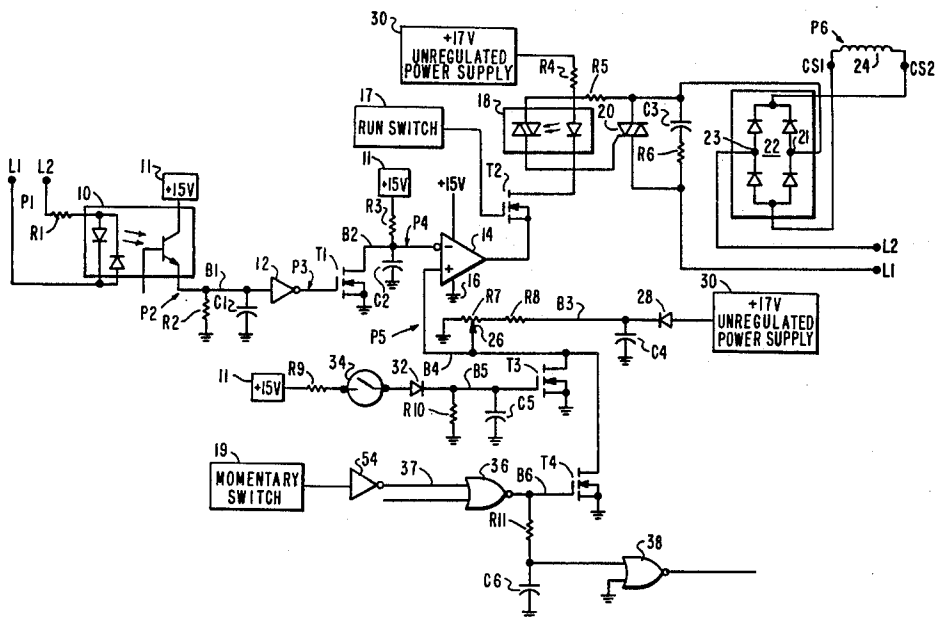 30
+17V
UNREGULATED
POWER SUPPLY
R4
R5
P6
24
CS1
CS2
17
RUN SWITCH
18
20
C3
R6
23
22
21
L1
L2
P1
R1
10
11
+15V
11
+15V
R3
+15V
T2
B2
P4
14
L2
L1
B1
12
P3
T1
C2
16
P2
R2
C1
P5
R7
R8
B3
28
30
+17V
UNREGULATED
POWER SUPPLY
26
C4
B4
11
+15V
R9
34
32
B5
T3
R10
C5
19
MOMENTARY
SWITCH
54
37
36
B6
T4
R11
38
C6